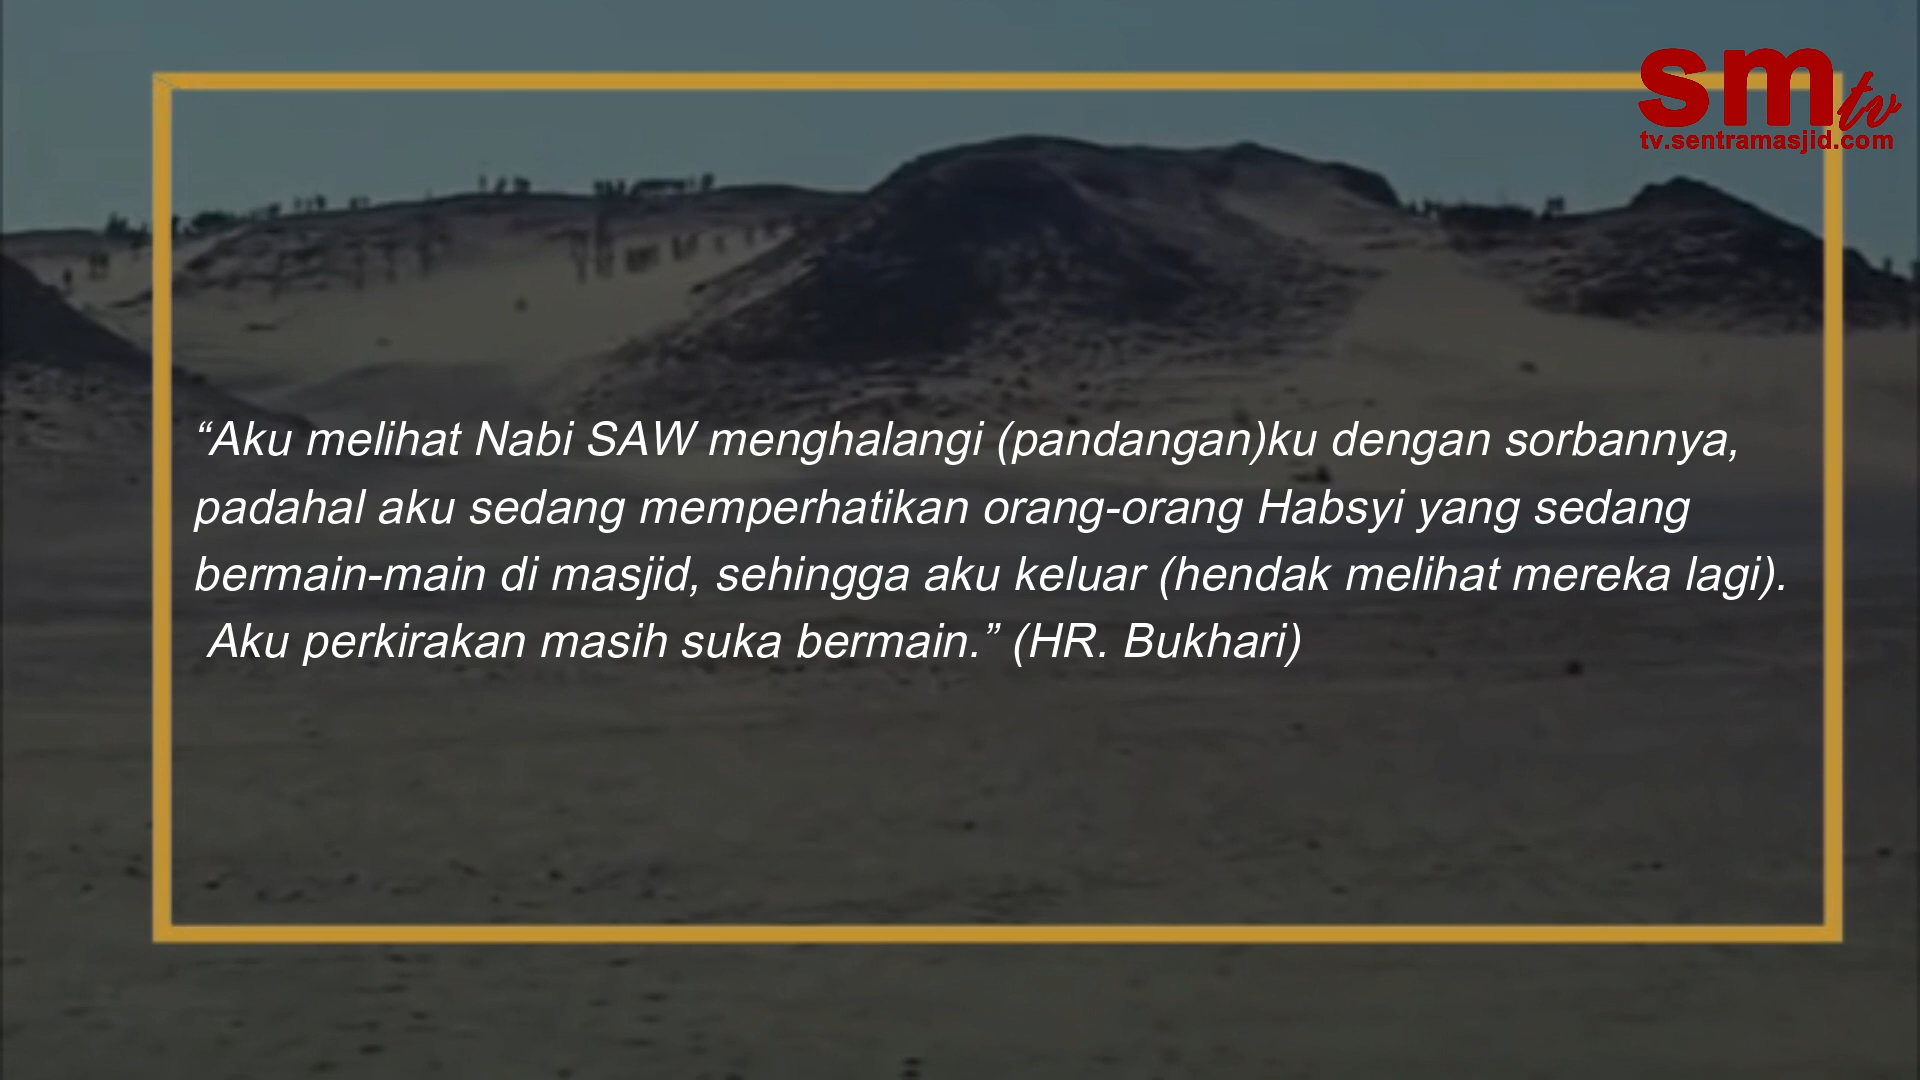 smtv
tv.sentramasjid.com
“Aku melihat Nabi SAW menghalangi (pandangan)ku dengan sorbannya,
padahal aku sedang memperhatikan orang-orang Habsyi yang sedang
bermain-main di masjid, sehingga aku keluar (hendak melihat mereka lagi).
Aku perkirakan masih suka bermain.” (HR. Bukhari)